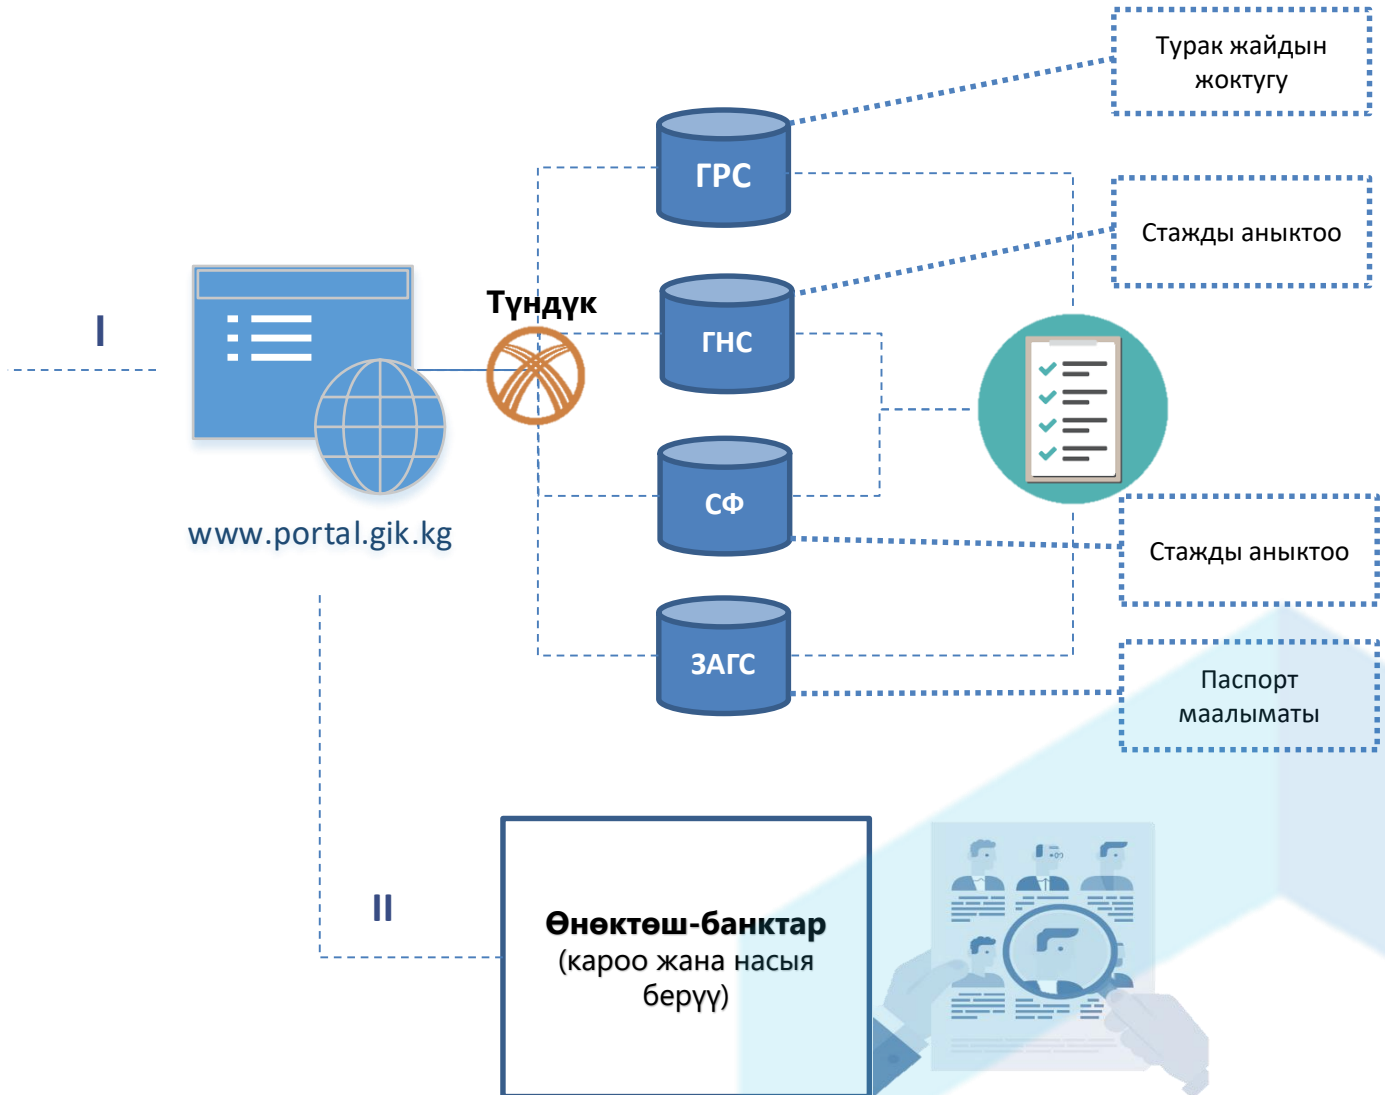 Турак жайдын
жоктугу
ГРС
Стажды аныктоо
Түндүк
I
ГНС
СФ
www.portal.gik.kg
Стажды аныктоо
ЗАГС
Паспорт
маалыматы
II
Өнөктөш-банктар
(кароо жана насыя
берүү)